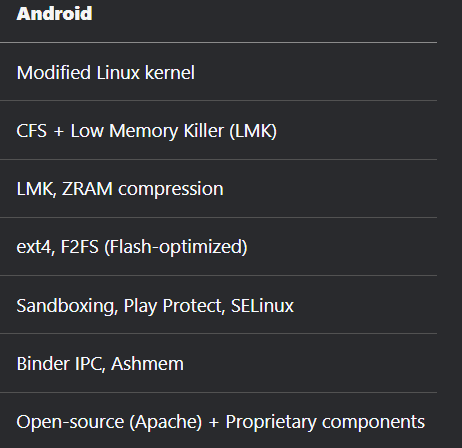 Android
Modified Linux kernel
CFS + Low Memory Killer (LMK)
LMK, ZRAM compression
ext4, F2FS (Flash-optimized)
Sandboxing, Play Protect, SELinux
Binder IPC, Ashmem
Open-source (Apache) + Proprietary components